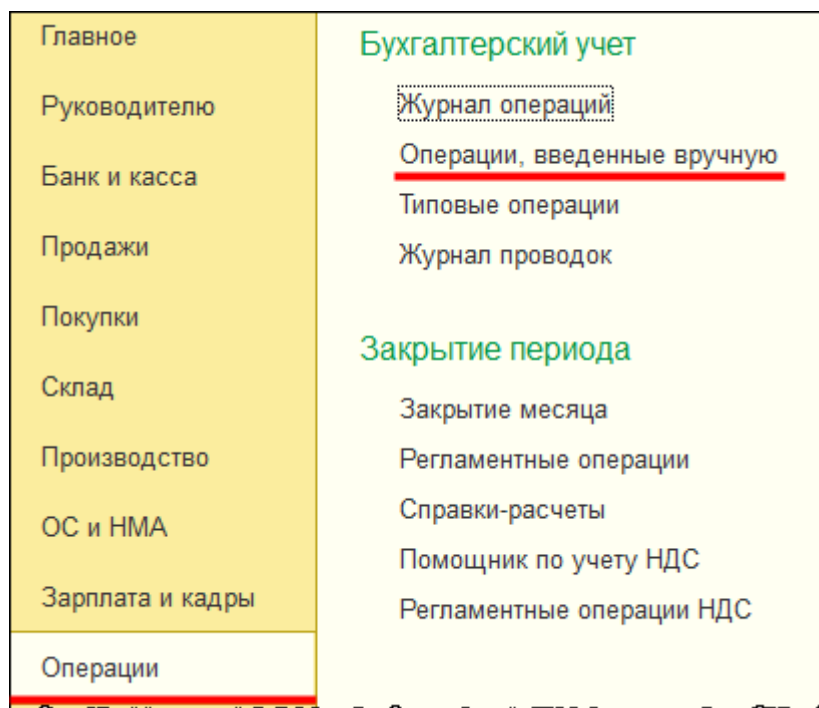 Главное
Руководителю
Банк и касса
Продажи
Покупки
Склад
Производство
ОС и НМА
Зарплата и кадры
Операции
Бухгалтерский учет
Журнал операций
Операции, введенные вручную
Типовые операции
Журнал проводок
Закрытие периода
Закрытие месяца
Регламентные операции
Справки-расчеты
Помощник по учету НДС
Регламентные операции НДС